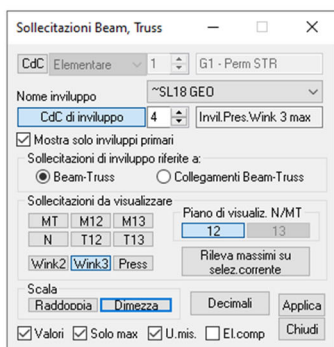 Sollecitazioni Beam, Truss
CdC Elementare 1 G1 - Perm STR
Nome inviluppo ~SL18 GEO
CdC di inviluppo 4 Invil.Pres.Wink 3 max
Mostra solo inviluppi primari
Sollecitazioni di inviluppo riferite a:
Beam-Truss Collegamenti Beam-Truss
Sollecitazioni da visualizzare
Piano di visualiz. N/MT
MT M12 M13
12 13
N T12 T13
Wink2 Wink3 Press
Rileva massimi su
selez.corrente
Scala
Raddoppia Dimezza Decimali Applica
Valori Solo max U.mis. El.comp Chiudi